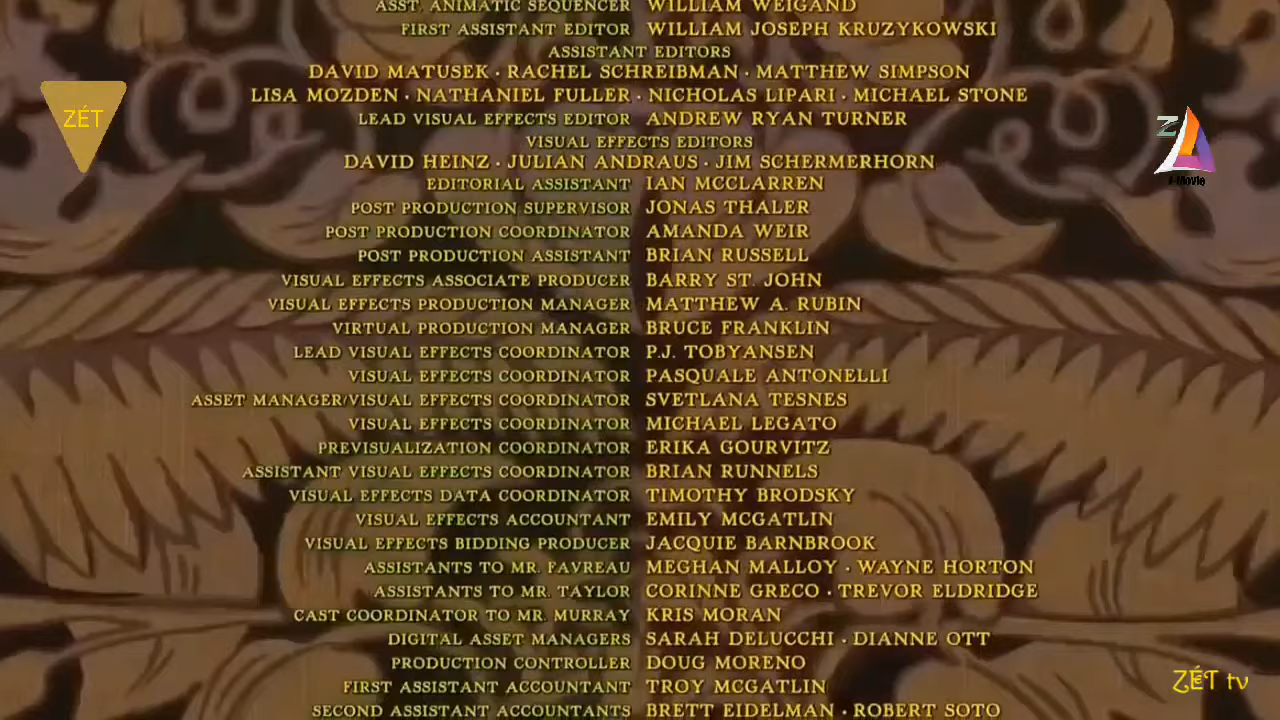 ASST. ANIMATIC SEQUENCER WILLIAM WEIGAND
FIRST ASSISTANT EDITOR WILLIAM JOSEPH KRUZYKOWSKI
ASSISTANT EDITORS
DAVID MATUSEK · RACHEL SCHREIBMAN · MATTHEW SIMPSON
LISA MOZDEN · NATHANIEL FULLER · NICHOLAS LIPARI · MICHAEL STONE
ZÉT
LEAD VISUAL EFFECTS EDITOR ANDREW RYAN TURNER
Z
VISUAL EFFECTS EDITORS
DAVID HEINZ · JULIAN ANDRAUS · JIM SCHERMERHORN
EDITORIAL ASSISTANT IAN MCCLARREN
POST PRODUCTION SUPERVISOR JONAS THALER
POST PRODUCTION COORDINATOR AMANDA WEIR
POST PRODUCTION ASSISTANT BRIAN RUSSELL
VISUAL EFFECTS ASSOCIATE PRODUCER BARRY ST. JOHN
VISUAL EFFECTS PRODUCTION MANAGER MATTHEW A. RUBIN
VIRTUAL PRODUCTION MANAGER BRUCE FRANKLIN
LEAD VISUAL EFFECTS COORDINATOR P.J. TOBYANSEN
VISUAL EFFECTS COORDINATOR PASQUALE ANTONELLI
ASSET MANAGER/VISUAL EFFECTS COORDINATOR SVETLANA TESNES
VISUAL EFFECTS COORDINATOR MICHAEL LEGATO
PREVISUALIZATION COORDINATOR ERIKA GOURVITZ
ASSISTANT VISUAL EFFECTS COORDINATOR BRIAN RUNNELS
VISUAL EFFECTS DATA COORDINATOR TIMOTHY BRODSKY
VISUAL EFFECTS ACCOUNTANT EMILY MCGATLIN
VISUAL EFFECTS BIDDING PRODUCER JACQUIE BARNBROOK
ASSISTANTS TO MR. FAVREAU MEGHAN MALLOY · WAYNE HORTON
ASSISTANTS TO MR. TAYLOR CORINNE GRECO · TREVOR ELDRIDGE
CAST COORDINATOR TO MR. MURRAY KRIS MORAN
DIGITAL ASSET MANAGERS SARAH DELUCCHI · DIANNE OTT
PRODUCTION CONTROLLER DOUG MORENO
ZÉT tv
FIRST ASSISTANT ACCOUNTANT TROY MCGATLIN
SECOND ASSISTANT ACCOUNTANTS BRETT EIDELMAN · ROBERT SOTO